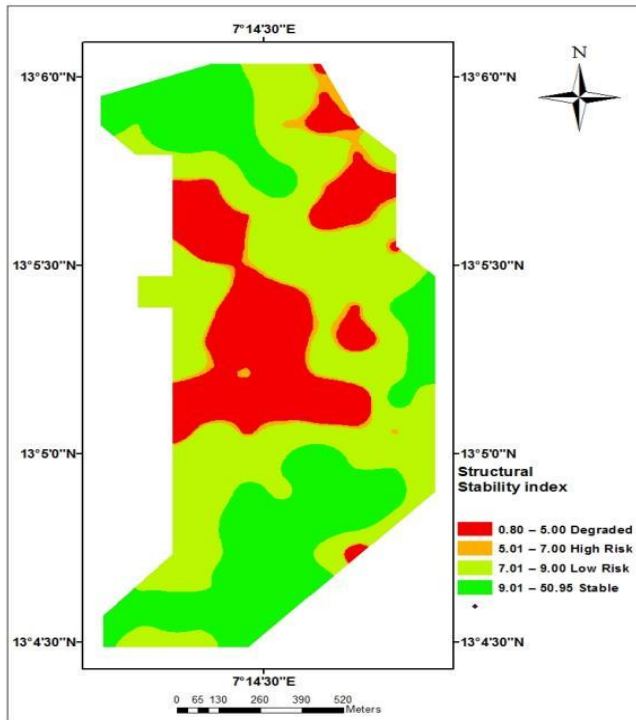 7°14'30"E
N
13°6'0"N
13°6'0"N
13°5'30"N
13°5'30"N
13°5'0"N
13°5'0"N
Structural
Stability index
0.80 – 5.00 Degraded
5.01 – 7.00 High Risk
7.01 – 9.00 Low Risk
9.01 – 50.95 Stable
13°4'30"N
13°4'30"N
7°14'30"E
0 65 130 260 390 520
Meters